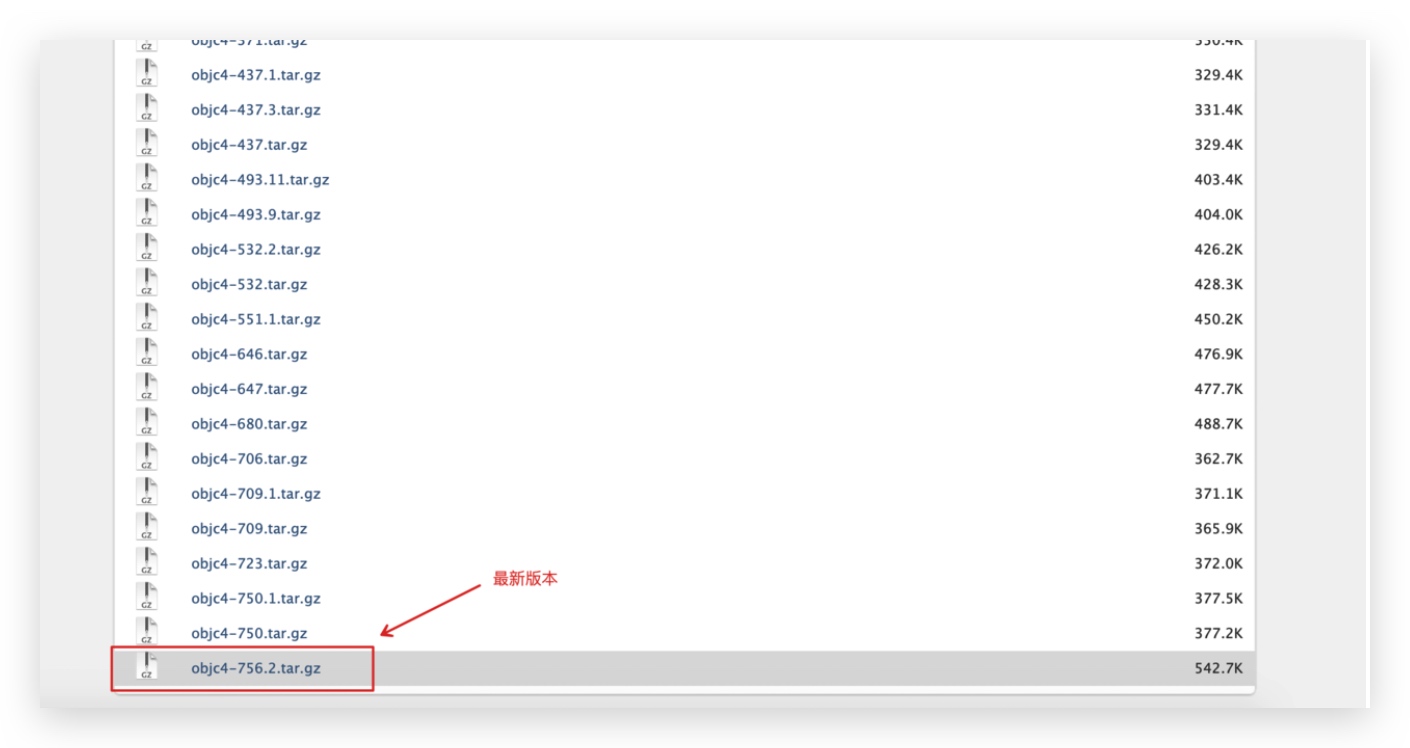 objc4-371.tar.gz 330.4K
GZ objc4-437.1.tar.gz 329.4K
GZ objc4-437.3.tar.gz 331.4K
GZ objc4-437.tar.gz 329.4K
GZ objc4-493.11.tar.gz 403.4K
GZ objc4-493.9.tar.gz 404.0K
GZ objc4-532.2.tar.gz 426.2K
GZ objc4-532.tar.gz 428.3K
GZ objc4-551.1.tar.gz 450.2K
GZ objc4-646.tar.gz 476.9K
GZ objc4-647.tar.gz 477.7K
GZ objc4-680.tar.gz 488.7K
GZ objc4-706.tar.gz 362.7K
GZ objc4-709.1.tar.gz 371.1K
GZ objc4-709.tar.gz 365.9K
GZ objc4-723.tar.gz 372.0K
最新版本
GZ objc4-750.1.tar.gz 377.5K
GZ objc4-750.tar.gz 377.2K
GZ objc4-756.2.tar.gz 542.7K